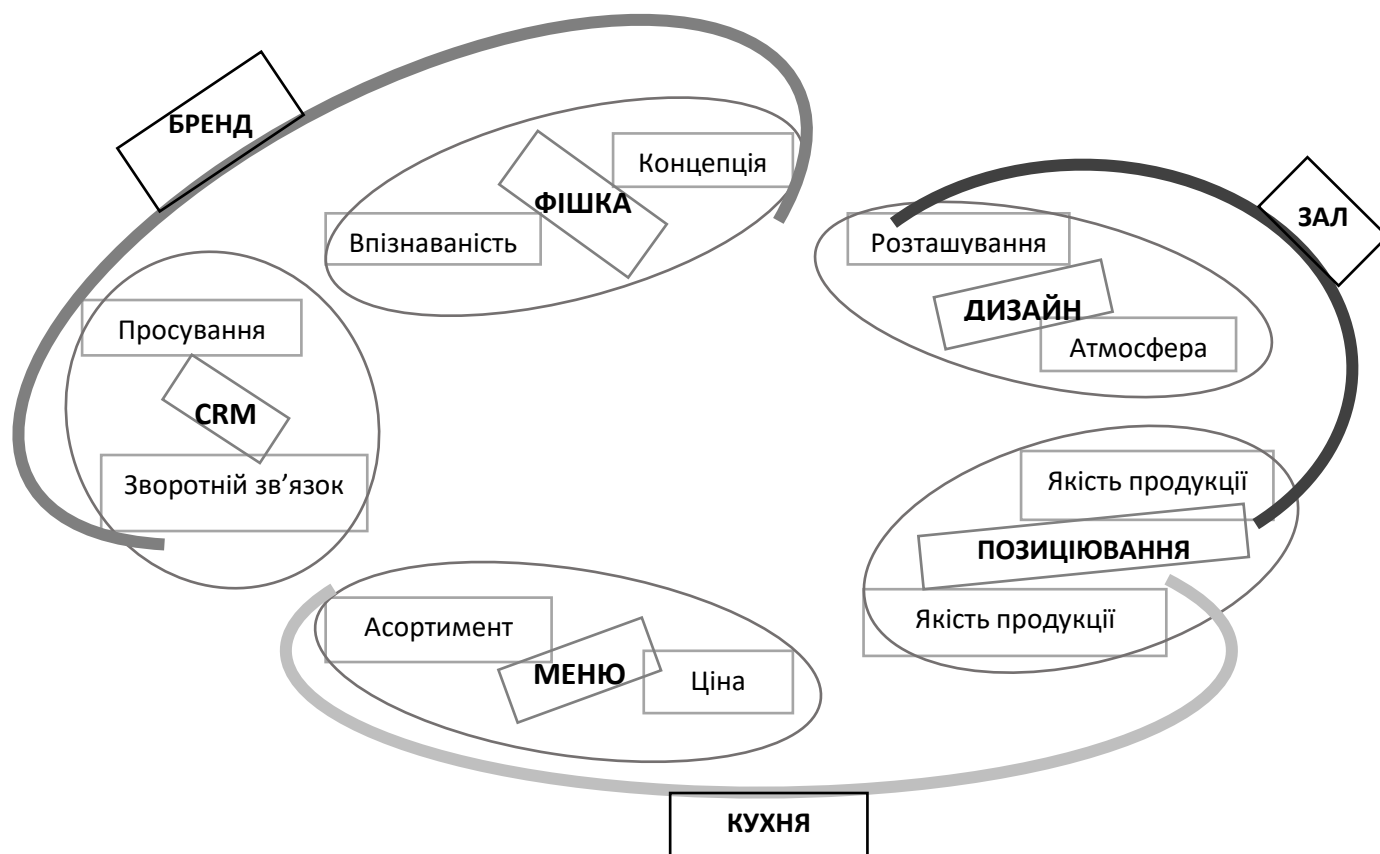 БРЕНД
Концепція
ФІШКА
Впізнаваність
ЗАЛ
Розташування
ДИЗАЙН
Атмосфера
Просування
CRM
Зворотній зв’язок
Якість продукції
ПОЗИЦІЮВАННЯ
Якість продукції
Асортимент
МЕНЮ
Ціна
КУХНЯ